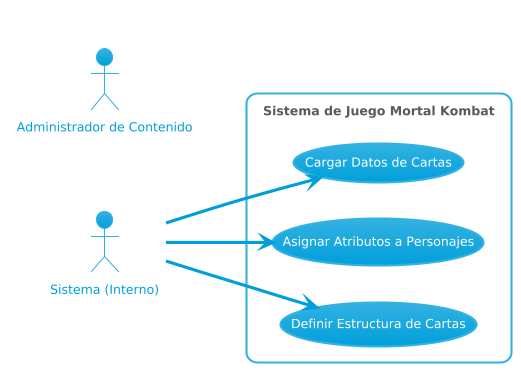 Administrador de Contenido
Sistema de Juego Mortal Kombat
Cargar Datos de Cartas
Asignar Atributos a Personajes
Sistema (Interno)
Definir Estructura de Cartas